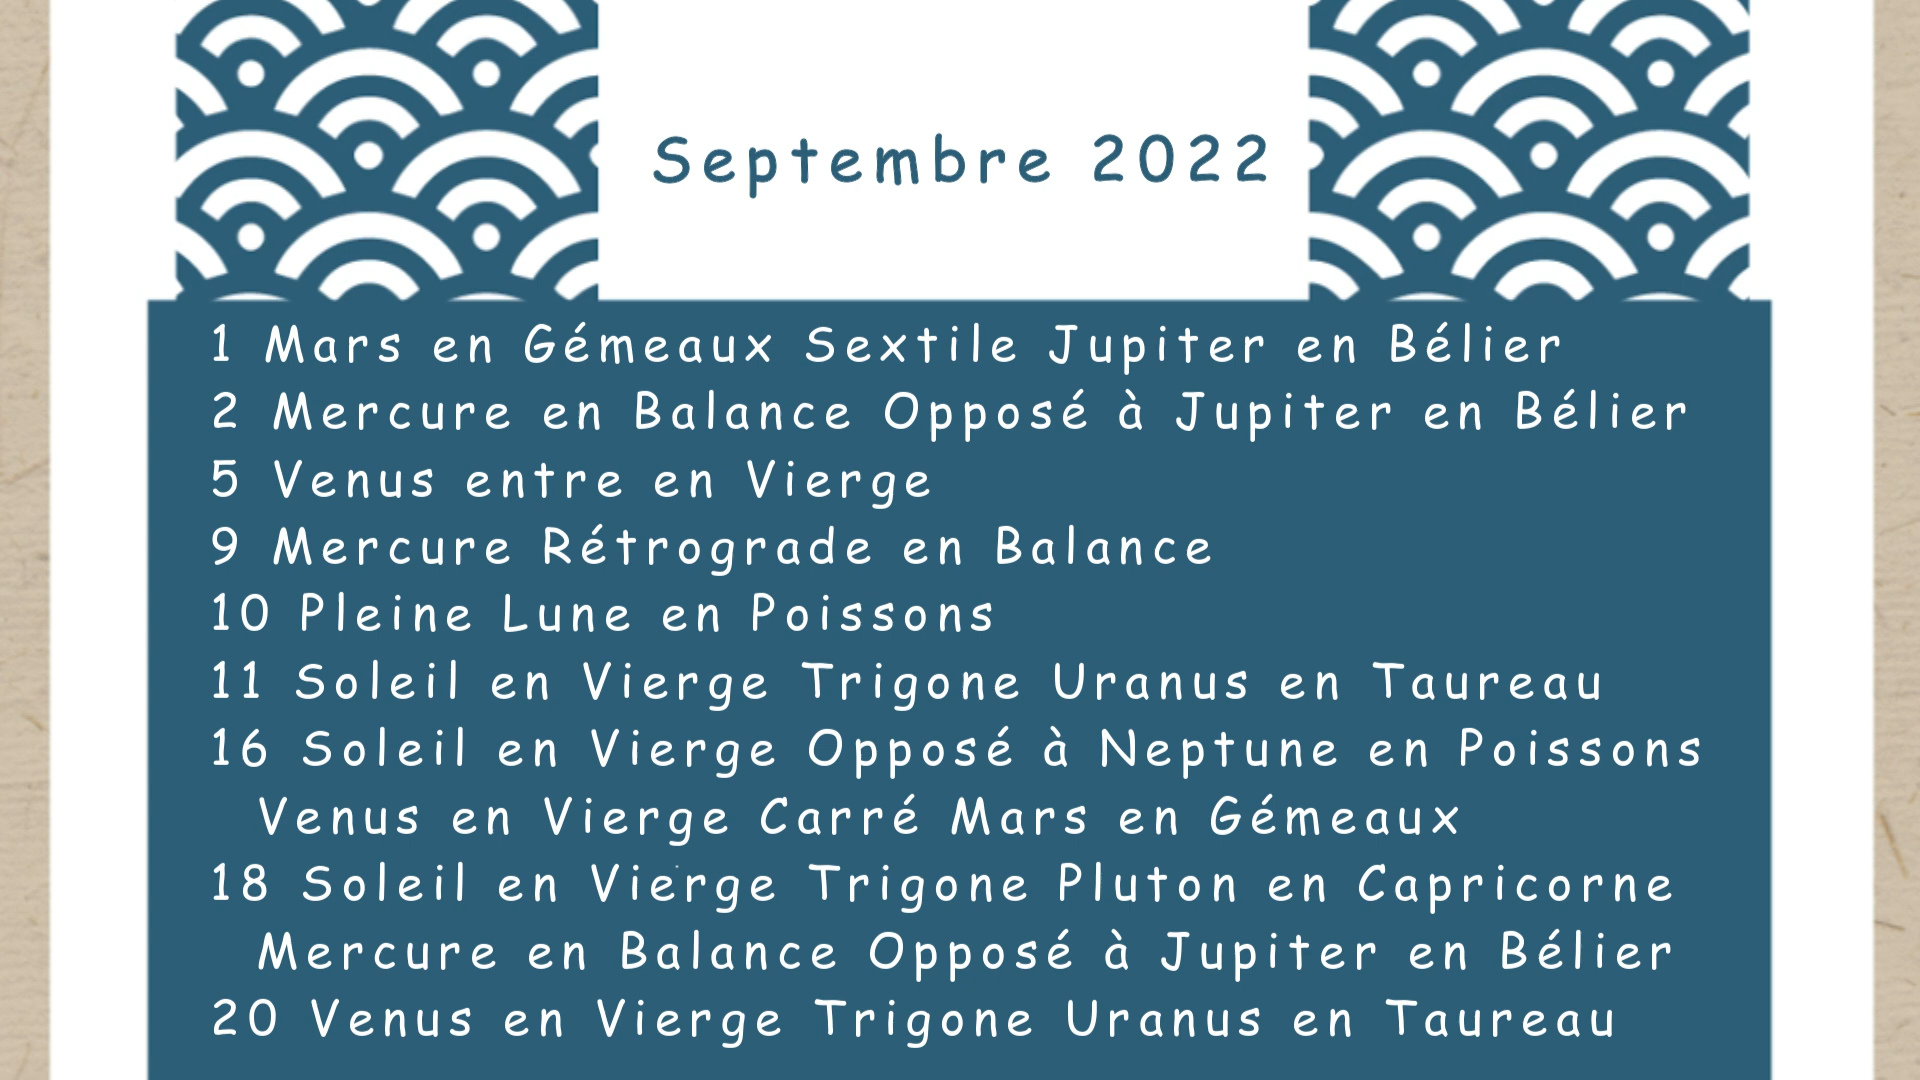 Septembre 2022
1 Mars en Gémeaux Sextile Jupiter en Bélier
2 Mercure en Balance Opposé à Jupiter en Bélier
5 Venus entre en Vierge
9 Mercure Rétrograde en Balance
10 Pleine Lune en Poissons
11 Soleil en Vierge Trigone Uranus en Taureau
16 Soleil en Vierge Opposé à Neptune en Poissons
Venus en Vierge Carré Mars en Gémeaux
18 Soleil en Vierge Trigone Pluton en Capricorne
Mercure en Balance Opposé à Jupiter en Bélier
20 Venus en Vierge Trigone Uranus en Taureau